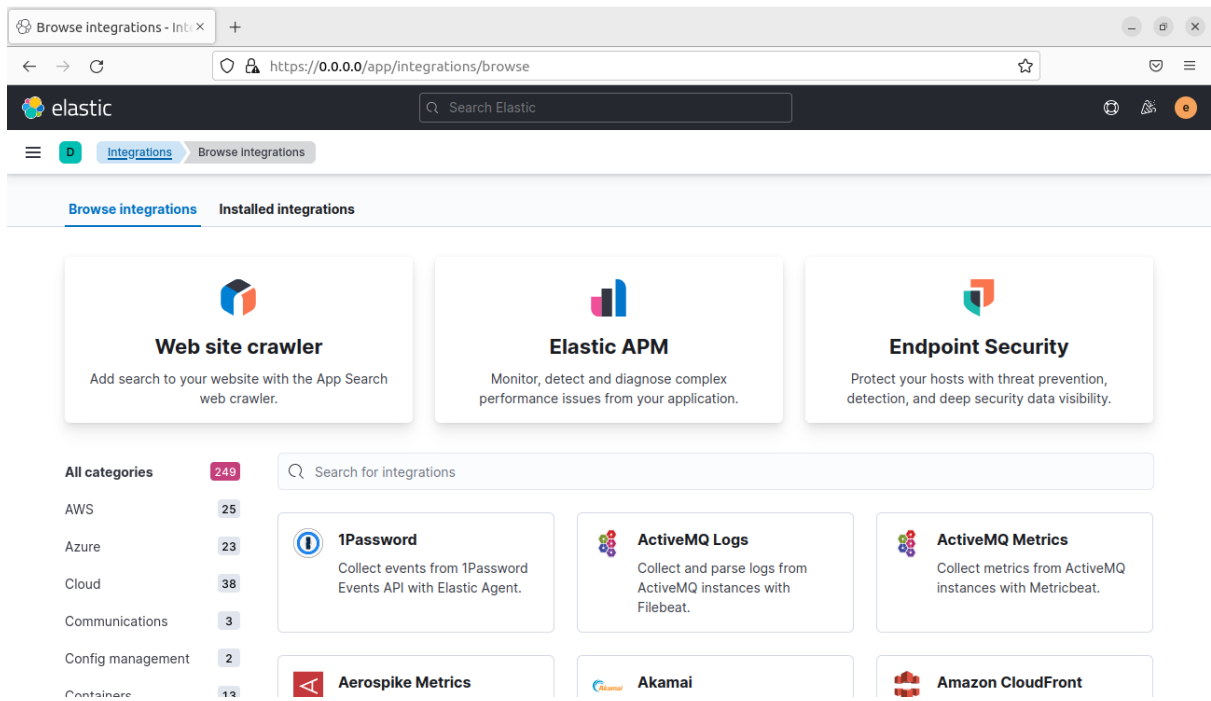 Browse integrations - Inte
https://0.0.0.0/app/integrations/browse
elastic
Search Elastic
e
D
Integrations
Browse integrations
Browse integrations
Installed integrations
Web site crawler
Add search to your website with the App Search
web crawler.
Elastic APM
Monitor, detect and diagnose complex
performance issues from your application.
Endpoint Security
Protect your hosts with threat prevention,
detection, and deep security data visibility.
All categories 249
AWS 25
Azure 23
Cloud 38
Communications 3
Config management 2
Containers 13
Search for integrations
1Password
Collect events from 1Password
Events API with Elastic Agent.
ActiveMQ Logs
Collect and parse logs from
ActiveMQ instances with
Filebeat.
ActiveMQ Metrics
Collect metrics from ActiveMQ
instances with Metricbeat.
Aerospike Metrics
Akamai
Akamai
Amazon CloudFront